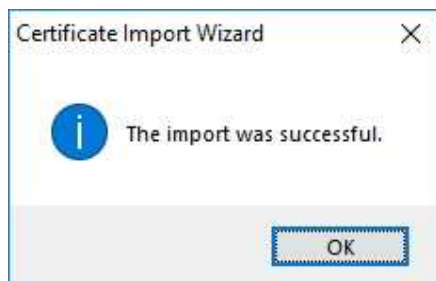 Certificate Import Wizard
The import was successful.
OK